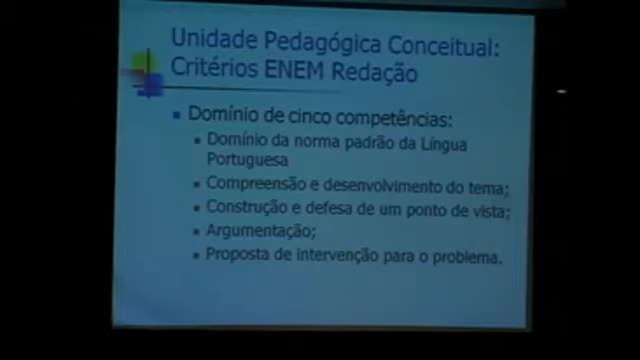 Unidade Pedagógica Conceitual:
Critérios ENEM Redação
Domínio de cinco competências:
Domínio da norma padrão da Língua
Portuguesa
Compreensão e desenvolvimento do tema;
Construção e defesa de um ponto de vista;
Argumentação;
Proposta de intervenção para o problema.